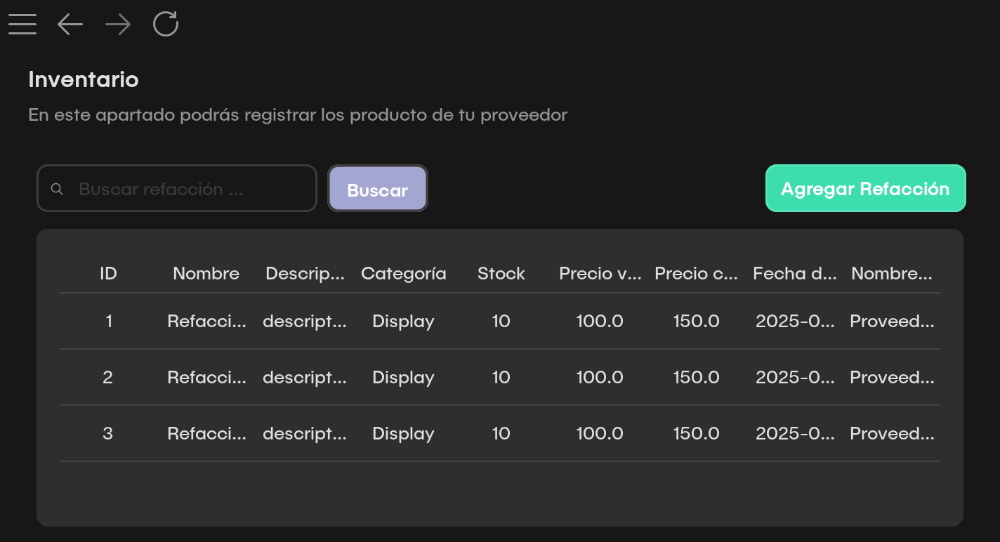 Inventario
En este apartado podrás registrar los producto de tu proveedor
Buscar refacción ...
Buscar
Agregar Refacción
ID Nombre Descrip... Categoría Stock Precio v... Precio c... Fecha d... Nombre...
1 Refacci... descript... Display 10 100.0 150.0 2025-0... Proveed...
2 Refacci... descript... Display 10 100.0 150.0 2025-0... Proveed...
3 Refacci... descript... Display 10 100.0 150.0 2025-0... Proveed...